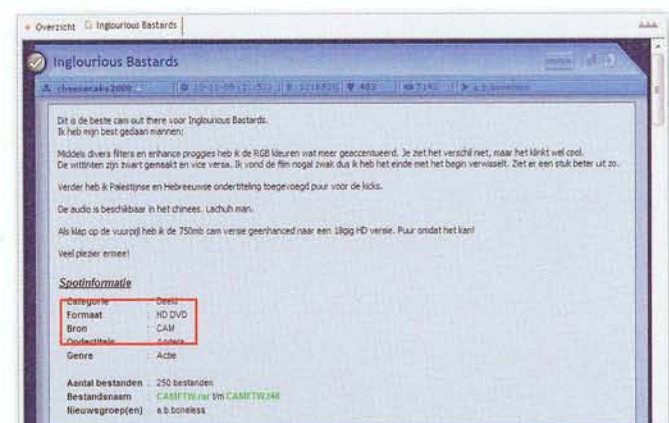 Overzicht Inglourious Bastards
Inglourious Bastards
cheesecake2000
Dit is de beste cam out there voor Inglourious Bastards.
Ik heb mijn best gedaan mannen:
Middels divers filters en enhance proggies heb ik de RGB kleuren wat meer geaccentueerd. Je ziet het verschil niet, maar het klinkt wel cool.
De wittinten zijn zwart gemaakt en vice versa. Ik vond de film nogal zwak dus ik heb het einde met het begin verwisselt. Ziet er een stuk beter uit zo.
Verder heb ik Palestijnse en Hebreeuwse ondertiteling toegevoegd puur voor de kicks.
De audio is beschikbaar in het chinees. Lachuh man.
Als klap op de vuurpijl heb ik de 750mb cam versie geenhanced naar een 18gig HD versie. Puur omdat het kan!
Veel plezier ermee!
Spotinformatie
Categorie : Beeld
Formaat : HD DVD
Bron : CAM
Ondertitels : Andere
Genre : Actie
Aantal bestanden : 250 bestanden
Bestandsnaam : CAMFTW.rar t/m CAMFTW.r48
Nieuwsgroep(en) a.b.boneless